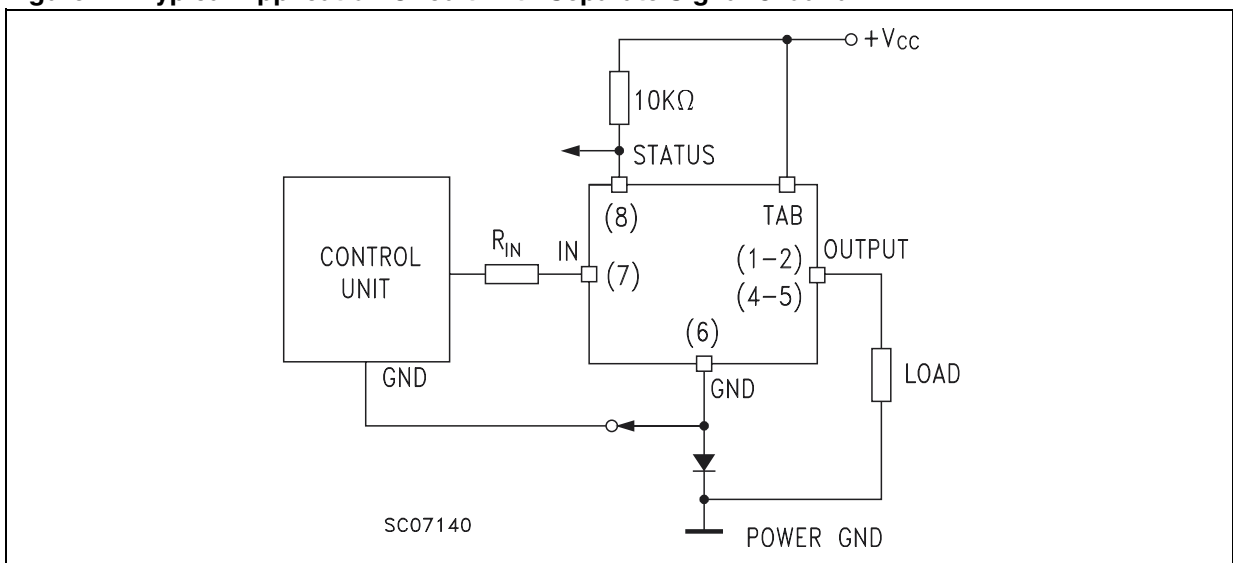 +VCC
10KΩ
STATUS
(8)
TAB
RIN
IN
(7)
(1-2)
OUTPUT
(4-5)
CONTROL
UNIT
(6)
GND
GND
LOAD
SC07140
POWER GND